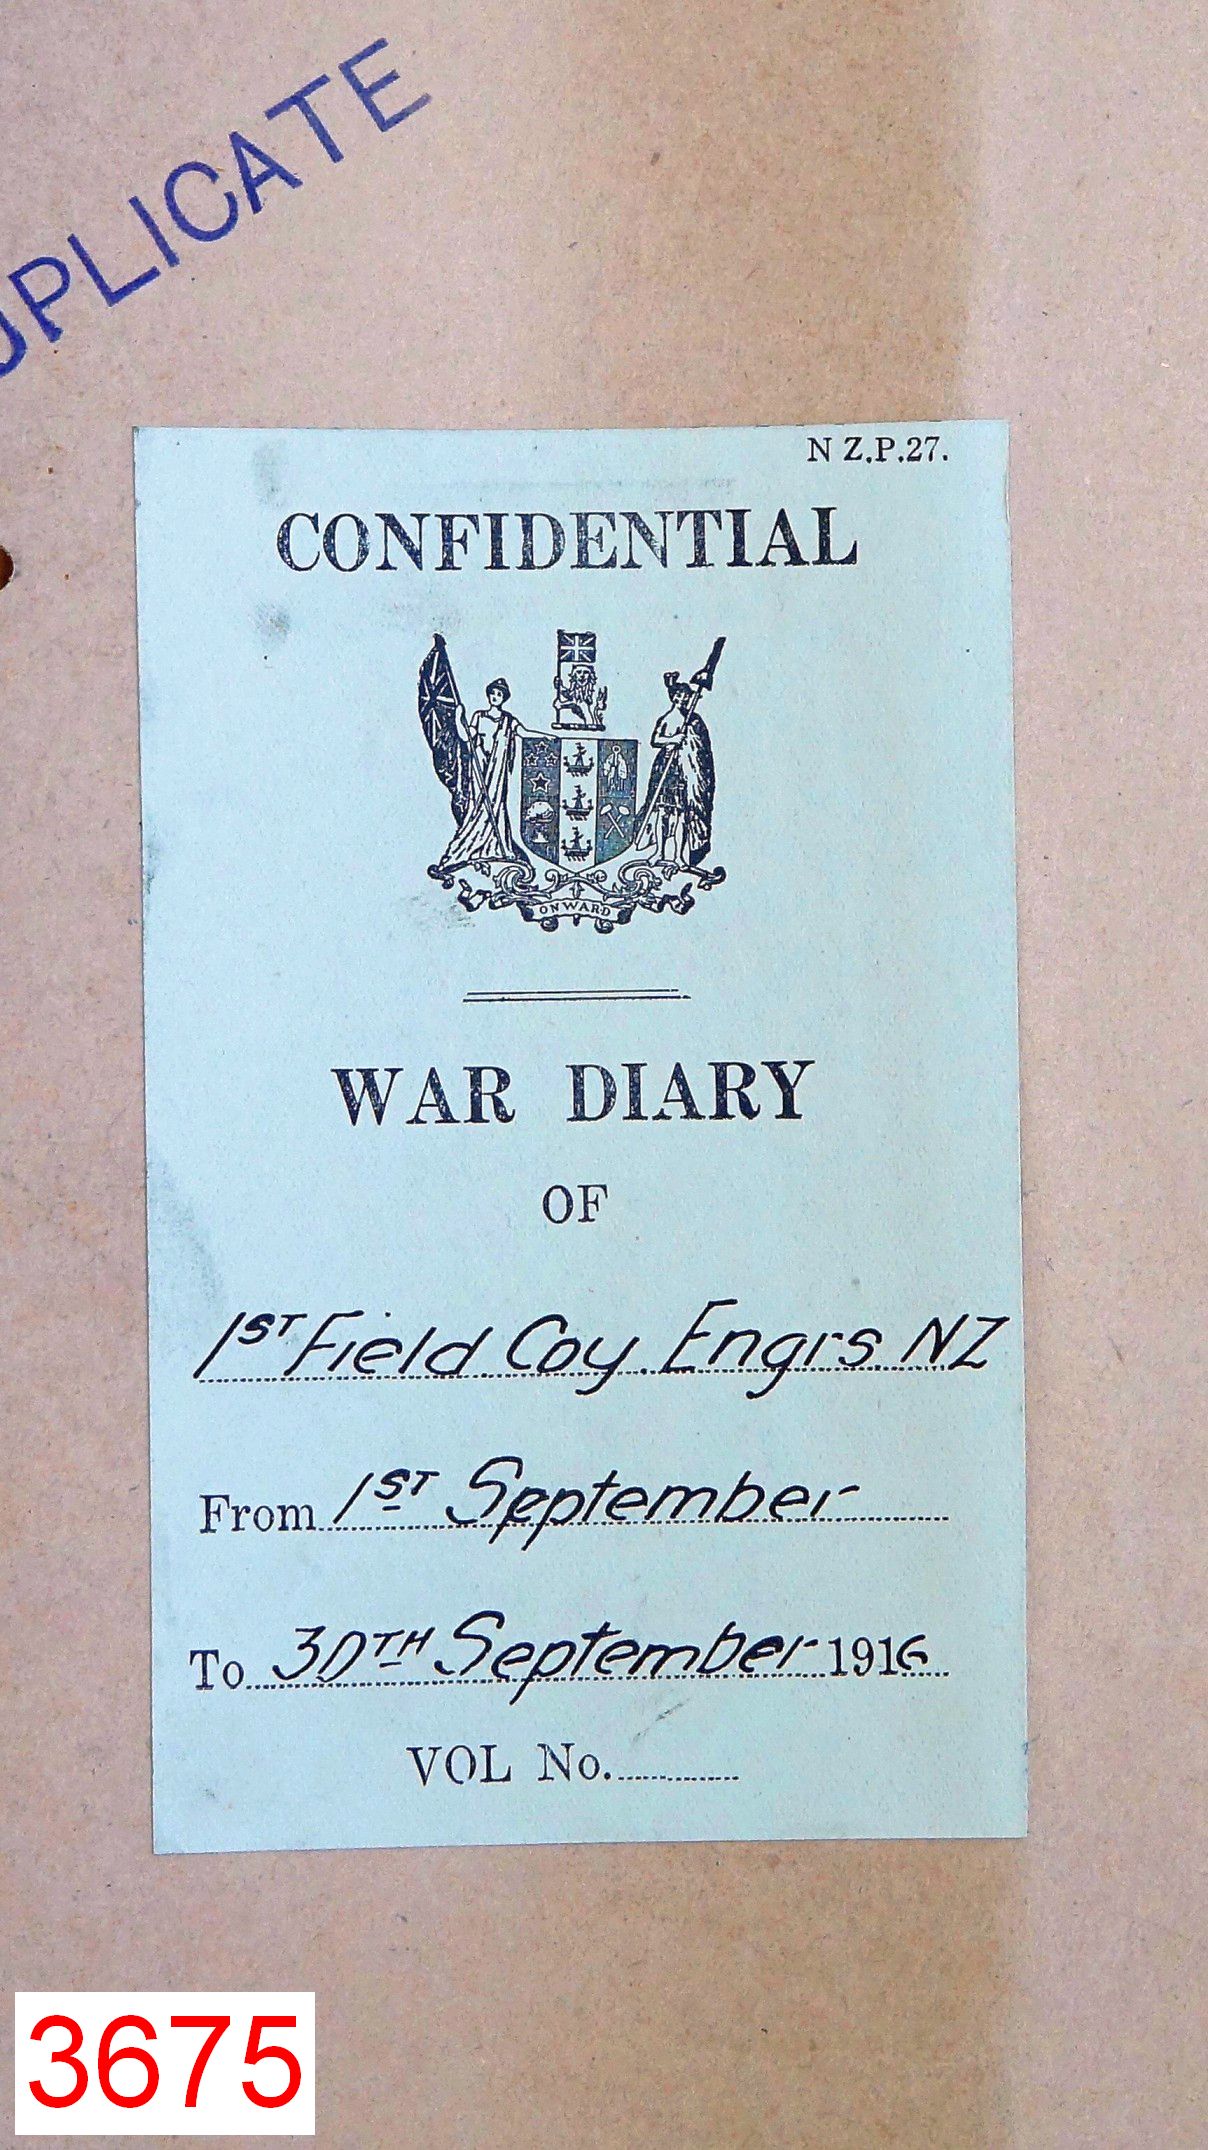 UPLICATE
N Z.P.27.
CONFIDENTIAL
ONWARD
WAR DIARY
OF
1ST Field Coy. Engrs. NZ
From 1ST September
To 30TH September 1916
VOL No.
3675